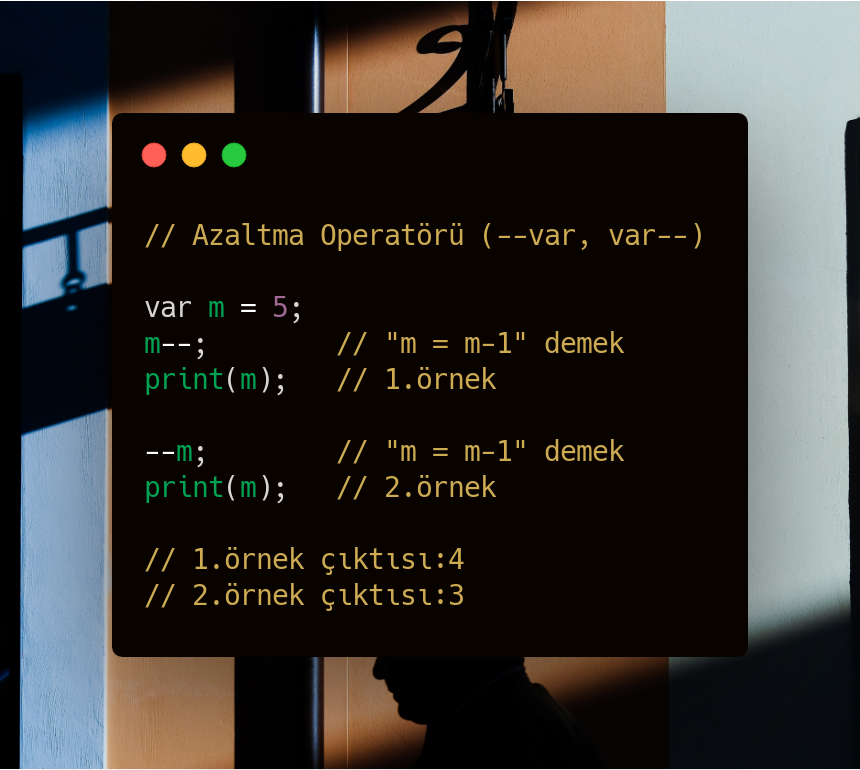 // Azaltma Operatörü (--var, var--)
var m = 5;
m--;        // "m = m-1" demek
print(m);   // 1.örnek
--m;        // "m = m-1" demek
print(m);   // 2.örnek
// 1.örnek çıktısı:4
// 2.örnek çıktısı:3